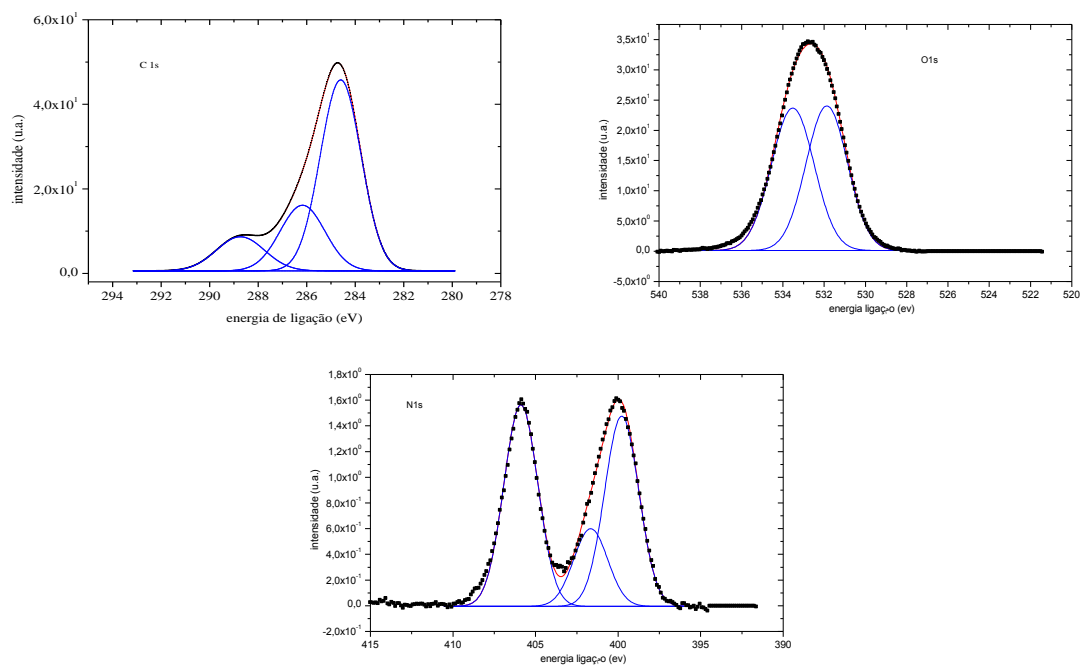 6,0x10¹
4,0x10¹
2,0x10¹
0,0
intensidade (u.a.)
C 1s
294 292 290 288 286 284 282 280 278
energia de ligação (eV)
3,5x10¹
3,0x10¹
2,5x10¹
2,0x10¹
1,5x10¹
1,0x10¹
5,0x10⁰
0,0
-5,0x10⁰
intensidade (u.a.)
O1s
540 538 536 534 532 530 528 526 524 522 520
energia ligaç o (ev)
1,8x10⁰
1,6x10⁰
1,4x10⁰
1,2x10⁰
1,0x10⁰
8,0x10⁻¹
6,0x10⁻¹
4,0x10⁻¹
2,0x10⁻¹
0,0
-2,0x10⁻¹
intensidade (u.a.)
N1s
415 410 405 400 395 390
energia ligaç o (ev)